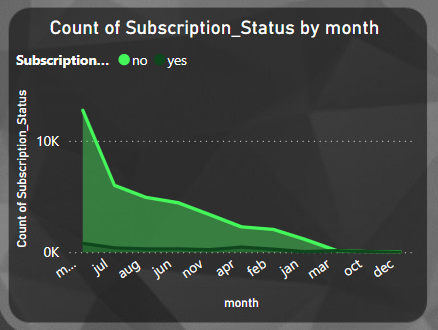 Count of Subscription_Status by month
Subscription... no yes
Count of Subscription_Status
10K
0K
m... jul aug jun nov apr feb jan mar oct dec
month